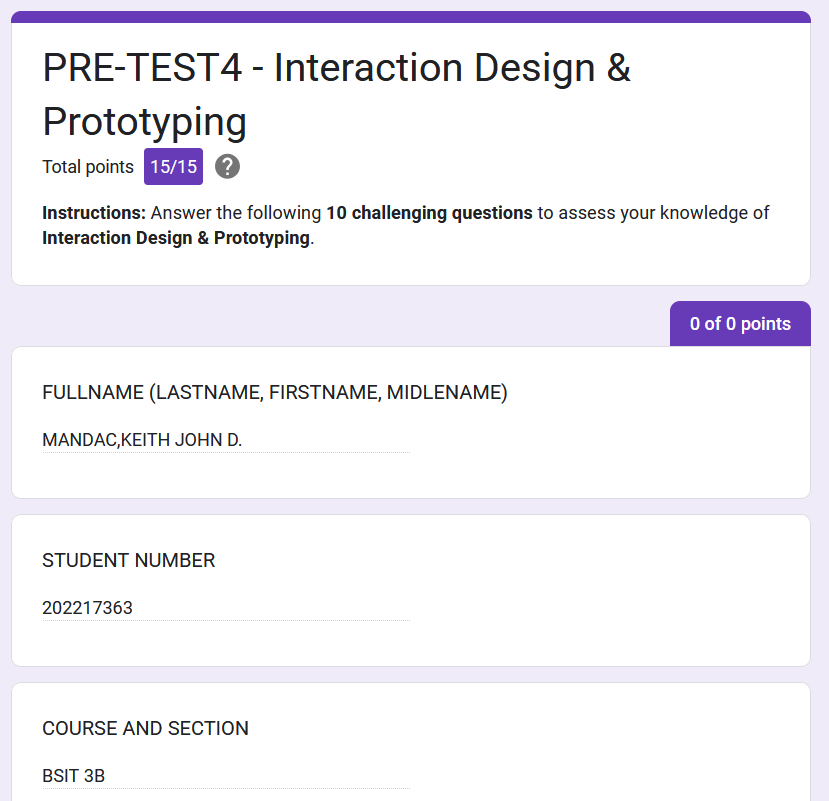 PRE-TEST4 - Interaction Design &
Prototyping
Total points 15/15 ?
Instructions: Answer the following 10 challenging questions to assess your knowledge of
Interaction Design & Prototyping.
0 of 0 points
FULLNAME (LASTNAME, FIRSTNAME, MIDLENAME)
MANDAC,KEITH JOHN D.
STUDENT NUMBER
202217363
COURSE AND SECTION
BSIT 3B